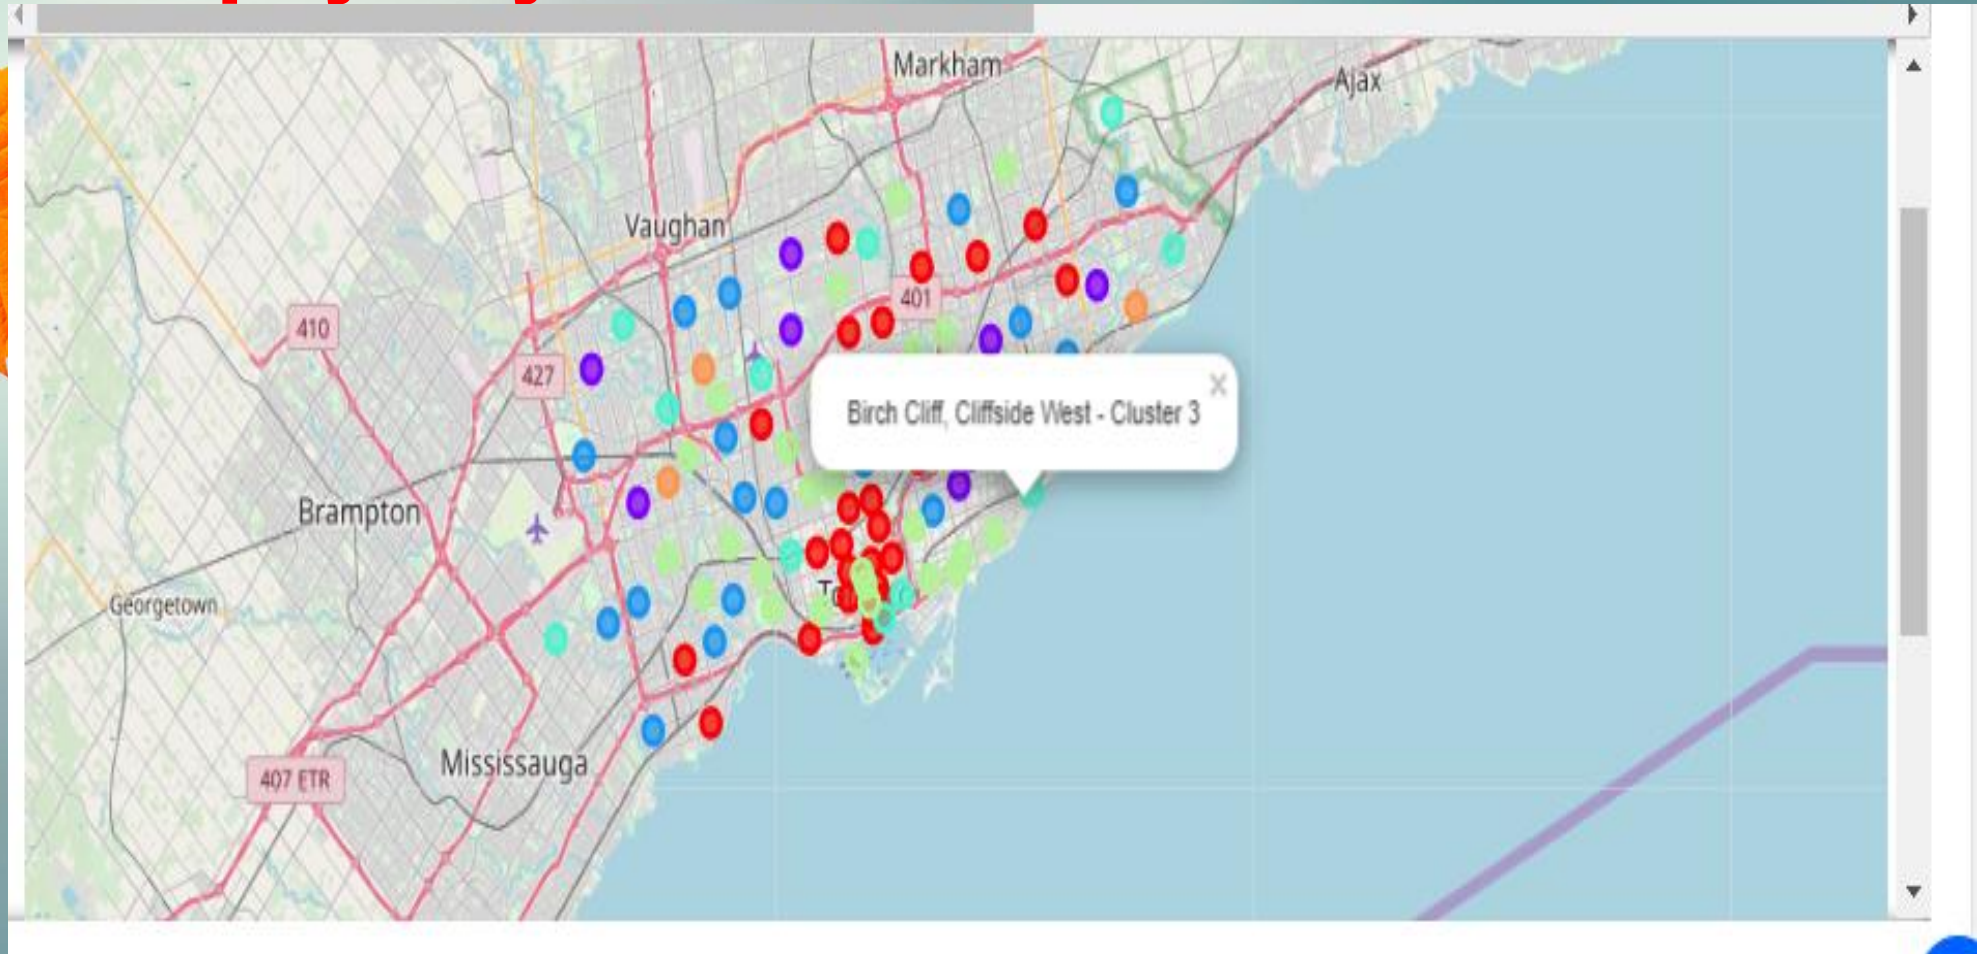 Markham
Ajax
Vaughan
401
410
427
Birch Cliff, Cliffside West - Cluster 3
×
Brampton
Georgetown
Mississauga
407 ETR